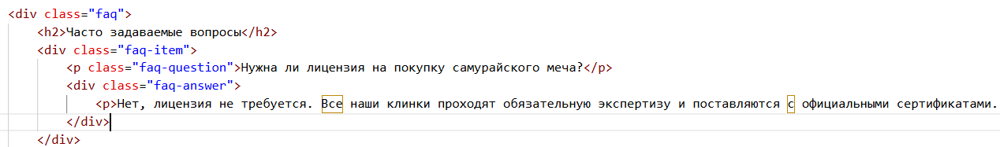 <div class="faq">
<h2>Часто задаваемые вопросы</h2>
<div class="faq-item">
<p class="faq-question">Нужна ли лицензия на покупку самурайского меча?</p>
<div class="faq-answer">
<p>Нет, лицензия не требуется. Все наши клинки проходят обязательную экспертизу и поставляются с официальными сертификатами.
</div>
</div>